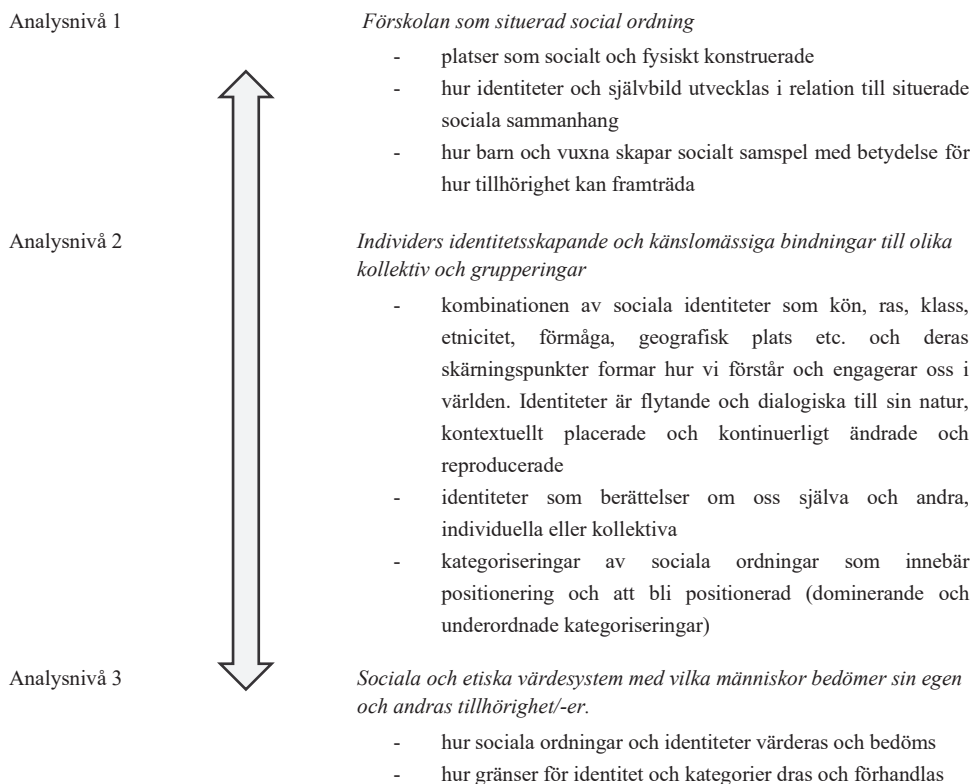 Analysnivå 1 Förskolan som situerad social ordning
- platser som socialt och fysiskt konstruerade
- hur identiteter och självbild utvecklas i relation till situerade
sociala sammanhang
- hur barn och vuxna skapar socialt samspel med betydelse för
hur tillhörighet kan framträda
Analysnivå 2 Individers identitetsskapande och känslomässiga bindningar till olika
kollektiv och grupperingar
- kombinationen av sociala identiteter som kön, ras, klass,
etnicitet, förmåga, geografisk plats etc. och deras
skärningspunkter formar hur vi förstår och engagerar oss i
världen. Identiteter är flytande och dialogiska till sin natur,
kontextuellt placerade och kontinuerligt ändrade och
reproducerade
- identiteter som berättelser om oss själva och andra,
individuella eller kollektiva
- kategoriseringar av sociala ordningar som innebär
positionering och att bli positionerad (dominerande och
underordnade kategoriseringar)
Analysnivå 3 Sociala och etiska värdesystem med vilka människor bedömer sin egen
och andras tillhörighet/-er.
- hur sociala ordningar och identiteter värderas och bedöms
- hur gränser för identitet och kategorier dras och förhandlas